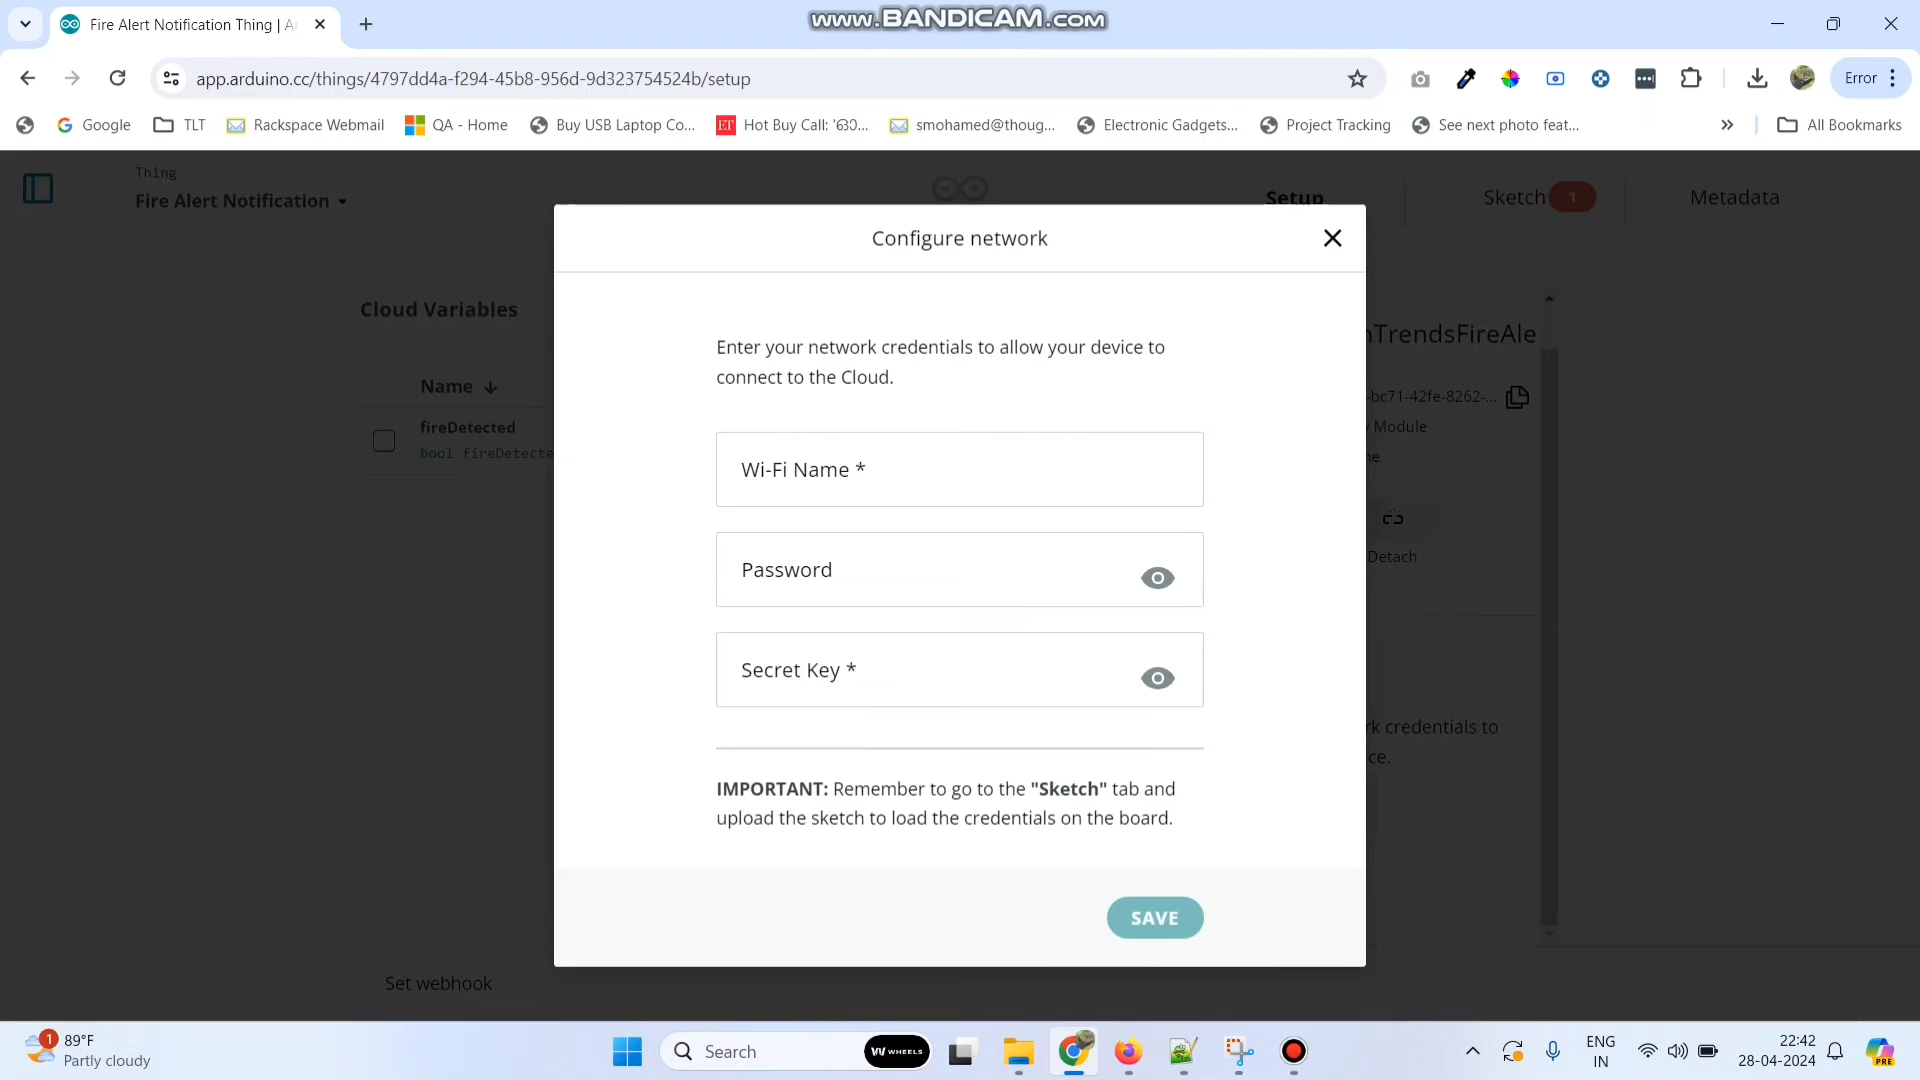 www.BANDICAM.com
Fire Alert Notification Thing | A
app.arduino.cc/things/4797dd4a-f294-45b8-956d-9d323754524b/setup
Error
Google
TLT
Rackspace Webmail
QA - Home
Buy USB Laptop Co...
ET
Hot Buy Call:
smohamed@thoug...
Electronic Gadgets...
Project Tracking
See next photo feat...
All Bookmarks
Thing
Fire Alert Notification
Setup
Sketch
1
Metadata
Configure network
Cloud Variables
TrendsFireAle
Enter your network credentials to allow your device to
connect to the Cloud.
Name
-bc71-42fe-8262-...
Module
fireDetected
bool fireDetecte
Wi-Fi Name *
Detach
Password
Secret Key *
credentials to
IMPORTANT: Remember to go to the "Sketch" tab and
upload the sketch to load the credentials on the board.
SAVE
Set webhook
1
89°F
Partly cloudy
Search
WHEELS
ENG
IN
22:42
28-04-2024
PRE